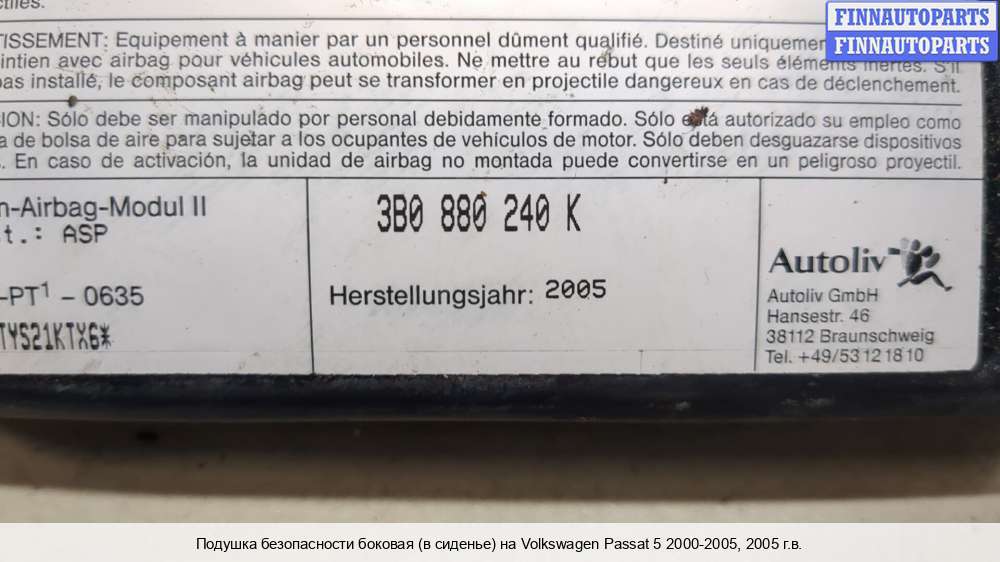 FINNAUTOPARTS
FINNAUTOPARTS
TISSEMENT: Equipement à manier par un personnel dûment qualifié. Destiné
intien avec airbag pour véhicules automobiles. Ne mettre au rebut que les seuls éléments inertes. S'il
pas installé, le composant airbag peut se transformer en projectile dangereux en cas de déclenchement.
SION: Sólo debe ser manipulado por personal debidamente formado. Sólo está autorizado su empleo como
a de bolsa de aire para sujetar a los ocupantes de vehículos de motor. Sólo deben desguazarse dispositivos
. En caso de activación, la unidad de airbag no montada puede convertirse en un peligroso proyectil.
n-Airbag-Modul II
t.: ASP
-PT1 - 0635
TYS21KTX6*
3B0 880 240 K
Herstellungsjahr: 2005
Autoliv
Autoliv GmbH
Hansestr. 46
38112 Braunschweig
Tel. +49/53121810
Подушка безопасности боковая (в сиденье) на Volkswagen Passat 5 2000-2005, 2005 г.в.